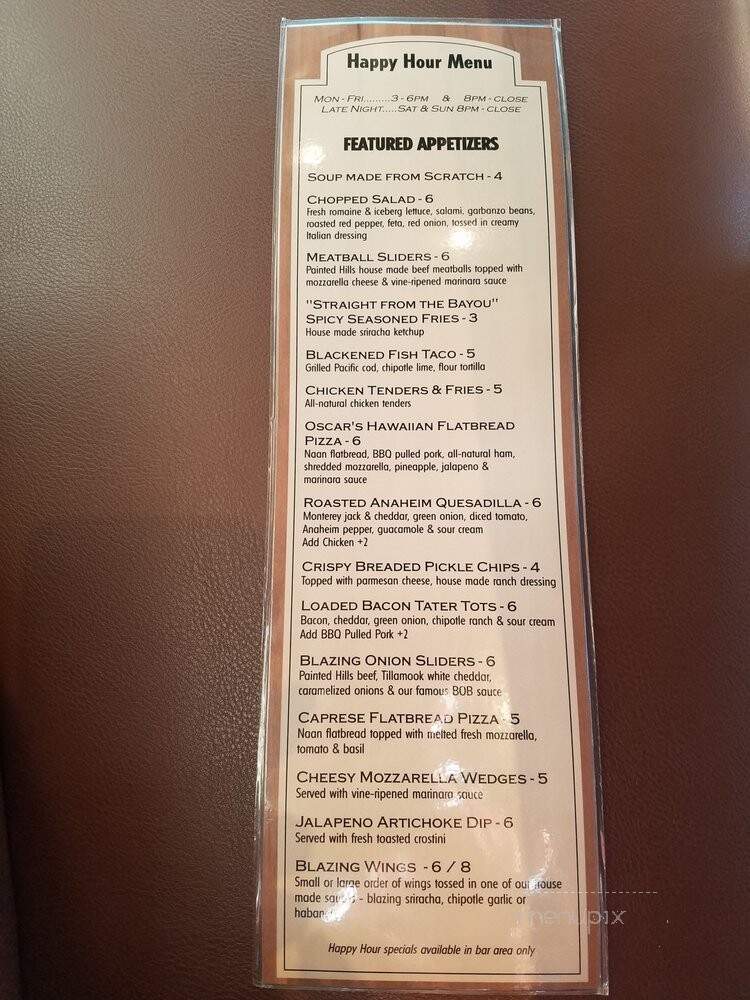 Happy Hour Menu
MON - FRI.........3 - 6PM & 8PM - CLOSE
LATE NIGHT.....SAT & SUN 8PM - CLOSE
FEATURED APPETIZERS
SOUP MADE FROM SCRATCH - 4
CHOPPED SALAD - 6
Fresh romaine & iceberg lettuce, salami, garbanzo beans,
roasted red pepper, feta, red onion, tossed in creamy
Italian dressing
MEATBALL SLIDERS - 6
Painted Hills house made beef meatballs topped with
mozzarella cheese & vine-ripened marinara sauce
"STRAIGHT FROM THE BAYOU"
SPICY SEASONED FRIES - 3
House made sriracha ketchup
BLACKENED FISH TACO - 5
Grilled Pacific cod, chipotle lime, flour tortilla
CHICKEN TENDERS & FRIES - 5
All-natural chicken tenders
OSCAR'S HAWAIIAN FLATBREAD
PIZZA - 6
Naan flatbread, BBQ pulled pork, all-natural ham,
shredded mozzarella, pineapple, jalapeno &
marinara sauce
ROASTED ANAHEIM QUESADILLA - 6
Monterey jack & cheddar, green onion, diced tomato,
Anaheim pepper, guacamole & sour cream
Add Chicken +2
CRISPY BREADED PICKLE CHIPS - 4
Topped with parmesan cheese, house made ranch dressing
LOADED BACON TATER TOTS - 6
Bacon, cheddar, green onion, chipotle ranch & sour cream
Add BBQ Pulled Pork +2
BLAZING ONION SLIDERS - 6
Painted Hills beef, Tillamook white cheddar,
caramelized onions & our famous BOB sauce
CAPRESE FLATBREAD PIZZA - 5
Naan flatbread topped with melted fresh mozzarella,
tomato & basil
CHEESY MOZZARELLA WEDGES - 5
Served with vine-ripened marinara sauce
JALAPENO ARTICHOKE DIP - 6
Served with fresh toasted crostini
BLAZING WINGS - 6 / 8
Small or large order of wings tossed in one of our house
made sauces - blazing sriracha, chipotle garlic or
menupix
Happy Hour specials available in bar area only